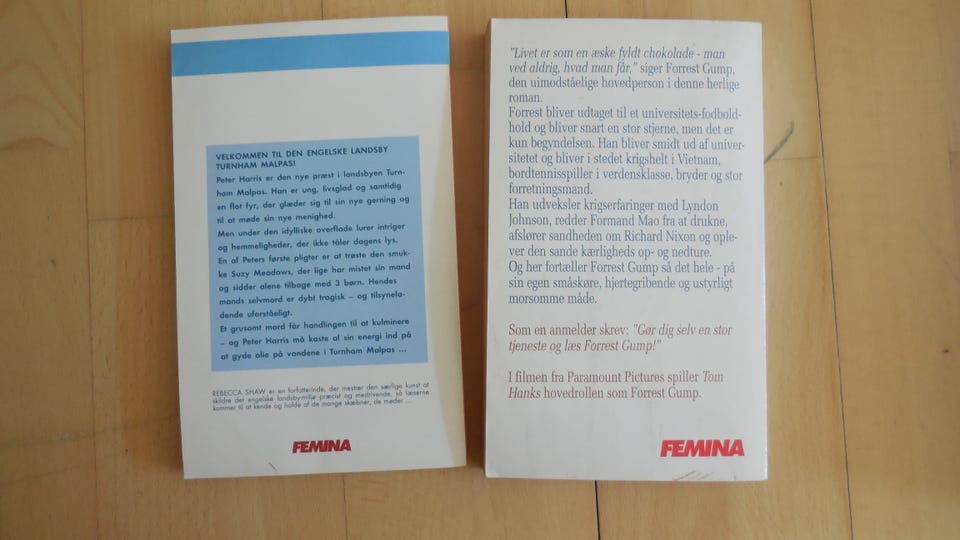 VELKOMMEN TIL DEN ENGELSKE LANDSBY
TURNHAM MALPAS!
Peter Harris er den nye præst i landsbyen Turn-
ham Malpas. Han er ung, livsglad og samtidig
en flot fyr, der glæder sig til sin nye gerning og
til at møde sin nye menighed.
Men under den idylliske overflade lurer intriger
og hemmeligheder, der ikke tåler dagens lys.
En af Peters første pligter er at trøste den smuk-
ke Suzy Meadows, der lige har mistet sin mand
og sidder alene tilbage med 3 børn. Hendes
mands selvmord er dybt tragisk – og tilsynela-
dende uforståeligt.
Et grusomt mord får handlingen til at kulminere
– og Peter Harris må kaste al sin energi ind på
at gyde olie på vandene i Turnham Malpas ...
REBECCA SHAW er en forfatterinde, der mestrer den særlige kunst at
skildre det engelske landsby-miljø præcist og medrivende, så læserne
kommer til at kende og holde af de mange skæbner, de møder ...
FEMINA
"Livet er som en æske fyldt chokolade - man
ved aldrig, hvad man får," siger Forrest Gump,
den uimodståelige hovedperson i denne herlige
roman.
Forrest bliver udtaget til et universitets-fodbold-
hold og bliver snart en stor stjerne, men det er
kun begyndelsen. Han bliver smidt ud af univer-
sitetet og bliver i stedet krigshelt i Vietnam,
bordtennisspiller i verdensklasse, bryder og stor
forretningsmand.
Han udveksler krigserfaringer med Lyndon
Johnson, redder Formand Mao fra at drukne,
afslører sandheden om Richard Nixon og ople-
ver den sande kærligheds op- og nedture.
Og her fortæller Forrest Gump så det hele - på
sin egen småskøre, hjertegribende og ustyrligt
morsomme måde.
Som en anmelder skrev: "Gør dig selv en stor
tjeneste og læs Forrest Gump!"
I filmen fra Paramount Pictures spiller Tom
Hanks hovedrollen som Forrest Gump.
FEMINA